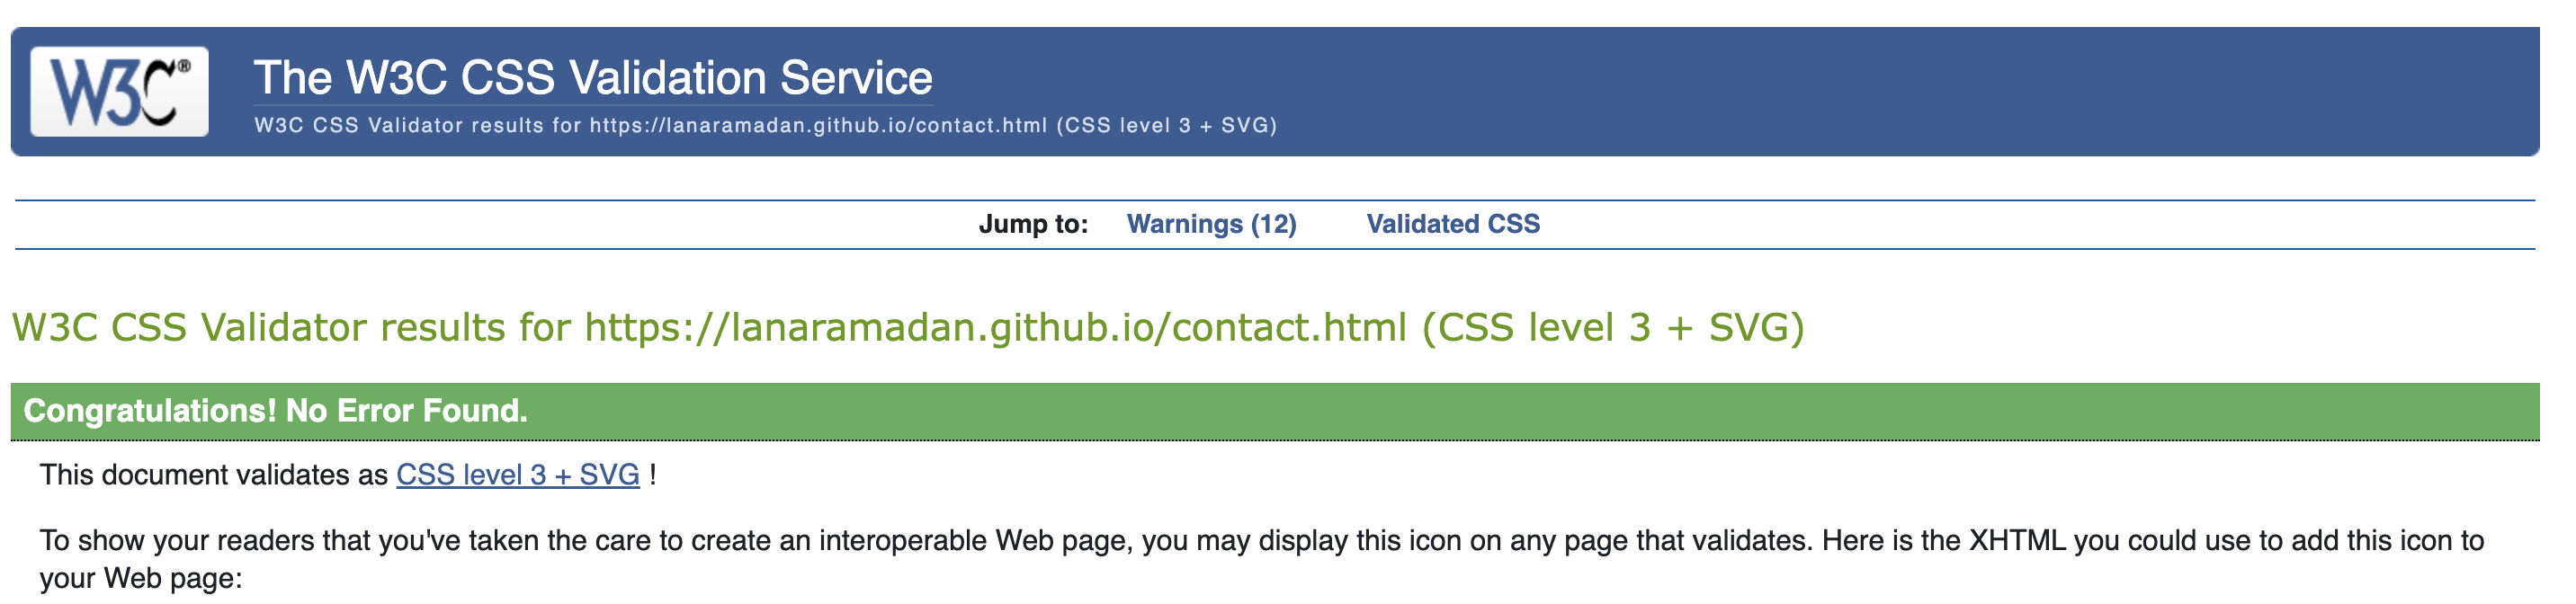 W3C®
The W3C CSS Validation Service
W3C CSS Validator results for https://lanaramadan.github.io/contact.html (CSS level 3 + SVG)
Jump to: Warnings (12) Validated CSS
W3C CSS Validator results for https://lanaramadan.github.io/contact.html (CSS level 3 + SVG)
Congratulations! No Error Found.
This document validates as CSS level 3 + SVG !
To show your readers that you've taken the care to create an interoperable Web page, you may display this icon on any page that validates. Here is the XHTML you could use to add this icon to
your Web page: